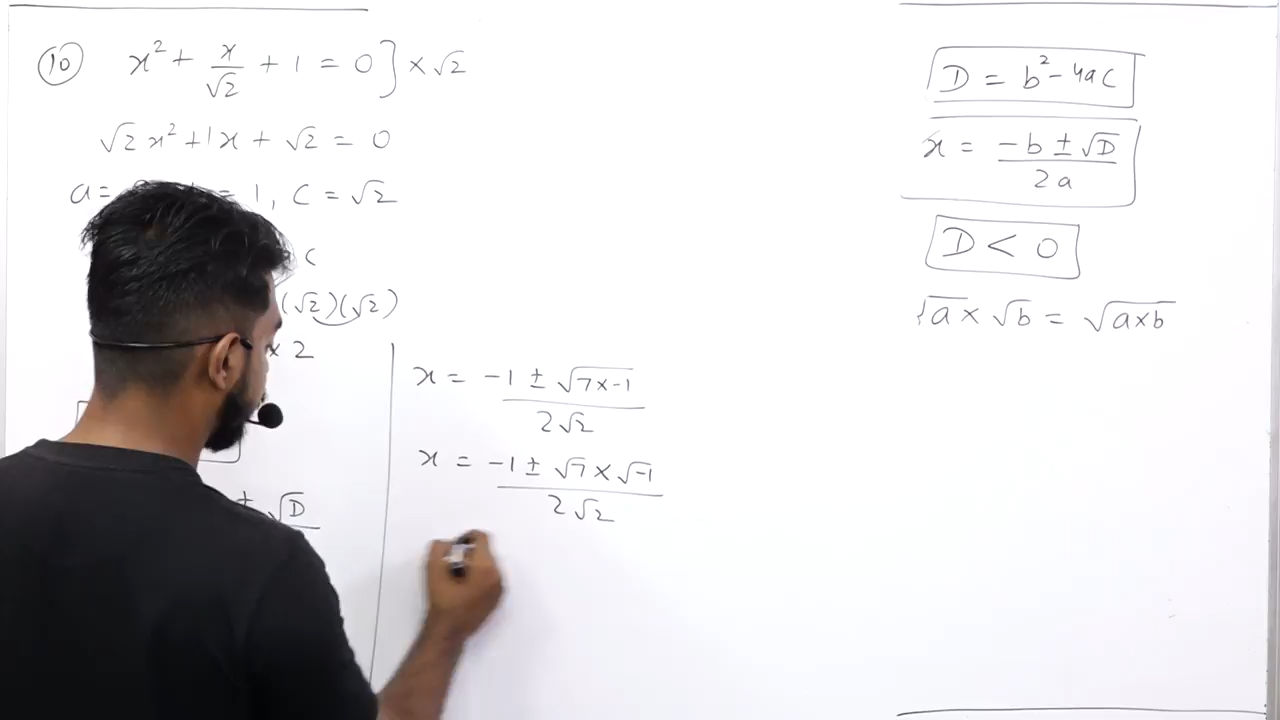 10 x² + x/√2 + 1 = 0] × √2
√2 x² + 1x + √2 = 0
a = = 1, C = √2
C
(√2)(√2)
× 2
± √D
x = -1 ± √7×-1 / 2√2
x = -1 ± √7 × √-1 / 2√2
D = b² - 4ac
x = -b ± √D / 2a
D < 0
√a × √b = √a×b